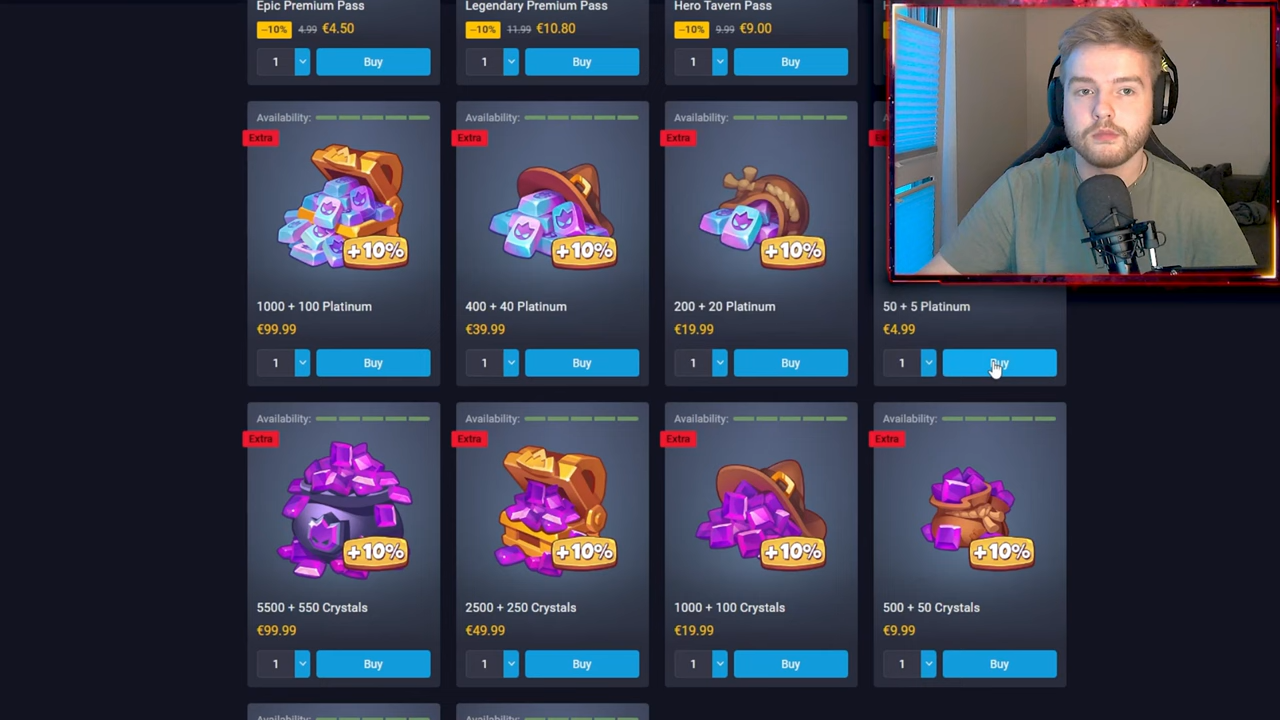 Epic Premium Pass
−10% 4.99 €4.50
1 Buy
Legendary Premium Pass
−10% 11.99 €10.80
1 Buy
Hero Tavern Pass
−10% 9.99 €9.00
1 Buy
Availability:
Extra
+10%
1000 + 100 Platinum
€99.99
1 Buy
Availability:
Extra
+10%
400 + 40 Platinum
€39.99
1 Buy
Availability:
Extra
+10%
200 + 20 Platinum
€19.99
1 Buy
50 + 5 Platinum
€4.99
1 Buy
Availability:
Extra
+10%
5500 + 550 Crystals
€99.99
1 Buy
Availability:
Extra
+10%
2500 + 250 Crystals
€49.99
1 Buy
Availability:
Extra
+10%
1000 + 100 Crystals
€19.99
1 Buy
Availability:
Extra
+10%
500 + 50 Crystals
€9.99
1 Buy
Availability:
Availability: